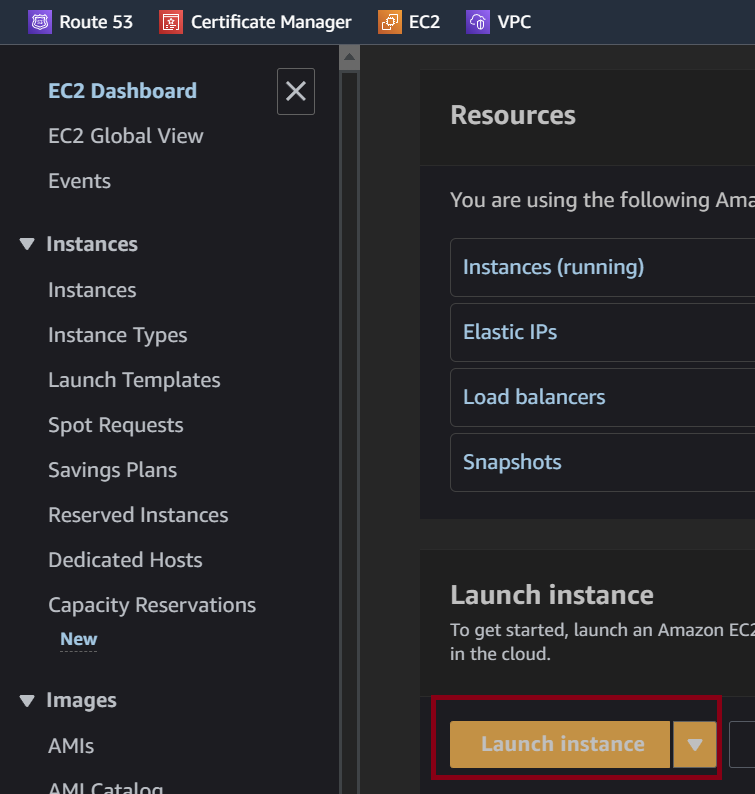 Route 53 Certificate Manager EC2 VPC
EC2 Dashboard
EC2 Global View
Events
Instances
Instances
Instance Types
Launch Templates
Spot Requests
Savings Plans
Reserved Instances
Dedicated Hosts
Capacity Reservations
New
Images
AMIs
AMI Catalog
Resources
You are using the following Ama
Instances (running)
Elastic IPs
Load balancers
Snapshots
Launch instance
To get started, launch an Amazon EC2
in the cloud.
Launch instance